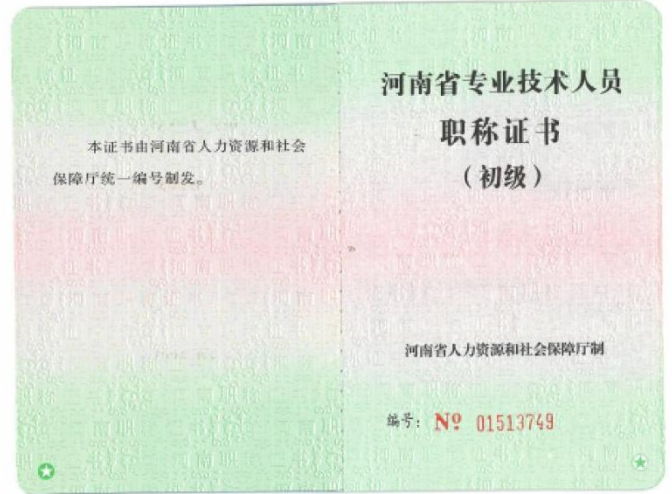 本证书由河南省人力资源和社会
保障厅统一编号制发。
河南省专业技术人员
职称证书
（初级）
河南省人力资源和社会保障厅制
编号： Nº 01513749